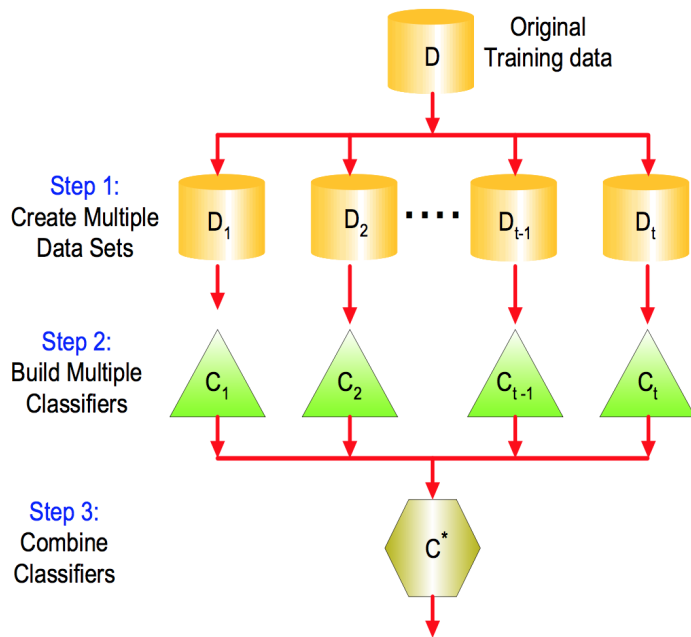 D
Original
Training data
Step 1:
Create Multiple
Data Sets
D1
D2
....
Dt-1
Dt
Step 2:
Build Multiple
Classifiers
C1
C2
Ct-1
Ct
Step 3:
Combine
Classifiers
C*